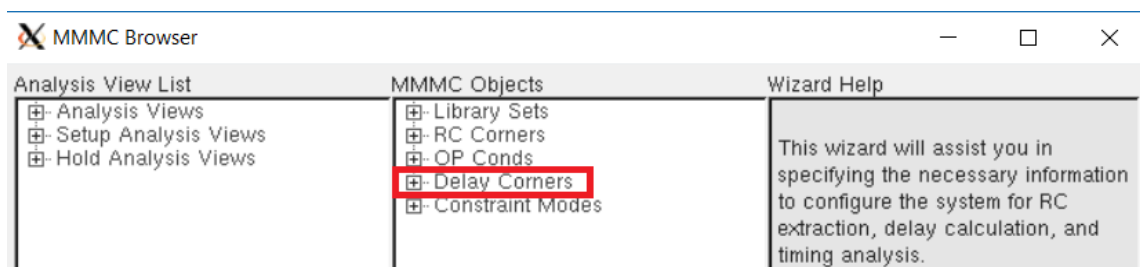 MMMC Browser
Analysis View List
Analysis Views
Setup Analysis Views
Hold Analysis Views
MMMC Objects
Library Sets
RC Corners
OP Conds
Delay Corners
Constraint Modes
Wizard Help
This wizard will assist you in
specifying the necessary information
to configure the system for RC
extraction, delay calculation, and
timing analysis.